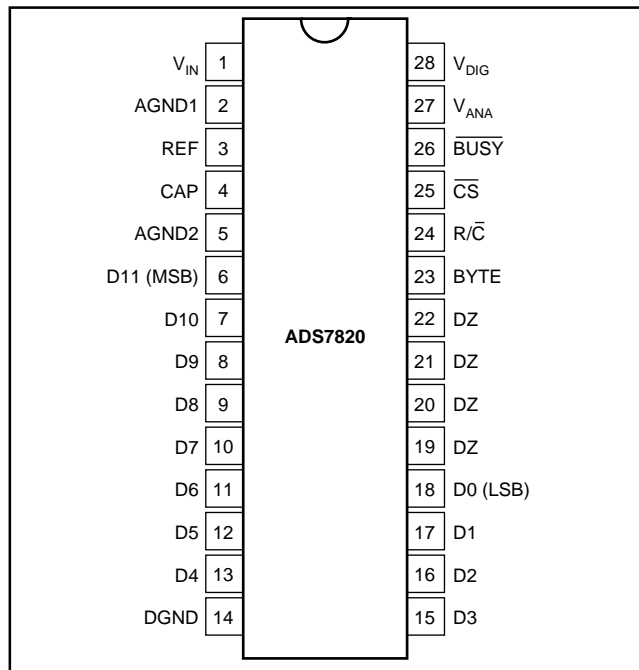 V_IN 1 28 V_DIG
AGND1 2 27 V_ANA
REF 3 26 B̅U̅S̅Y̅
CAP 4 25 C̅S̅
AGND2 5 24 R/C̅
D11 (MSB) 6 23 BYTE
D10 7 22 DZ
ADS7820
D9 8 21 DZ
D8 9 20 DZ
D7 10 19 DZ
D6 11 18 D0 (LSB)
D5 12 17 D1
D4 13 16 D2
DGND 14 15 D3